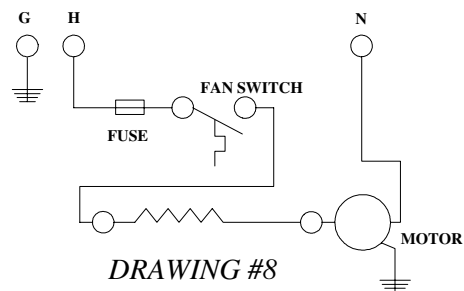 G H N
FAN SWITCH
FUSE
MOTOR
DRAWING #8